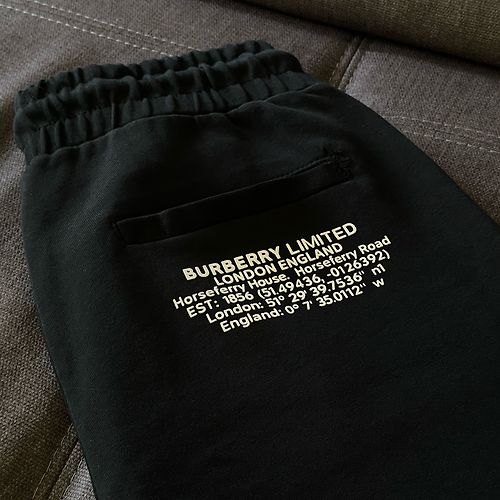 BURBERRY LIMITED
LONDON ENGLAND
Horseferry House. Horseferry Road
EST: 1856 (51.49436, -0126392)
London: 51° 29' 39.7536'' n1
England: 0° 7' 35.0112'' w